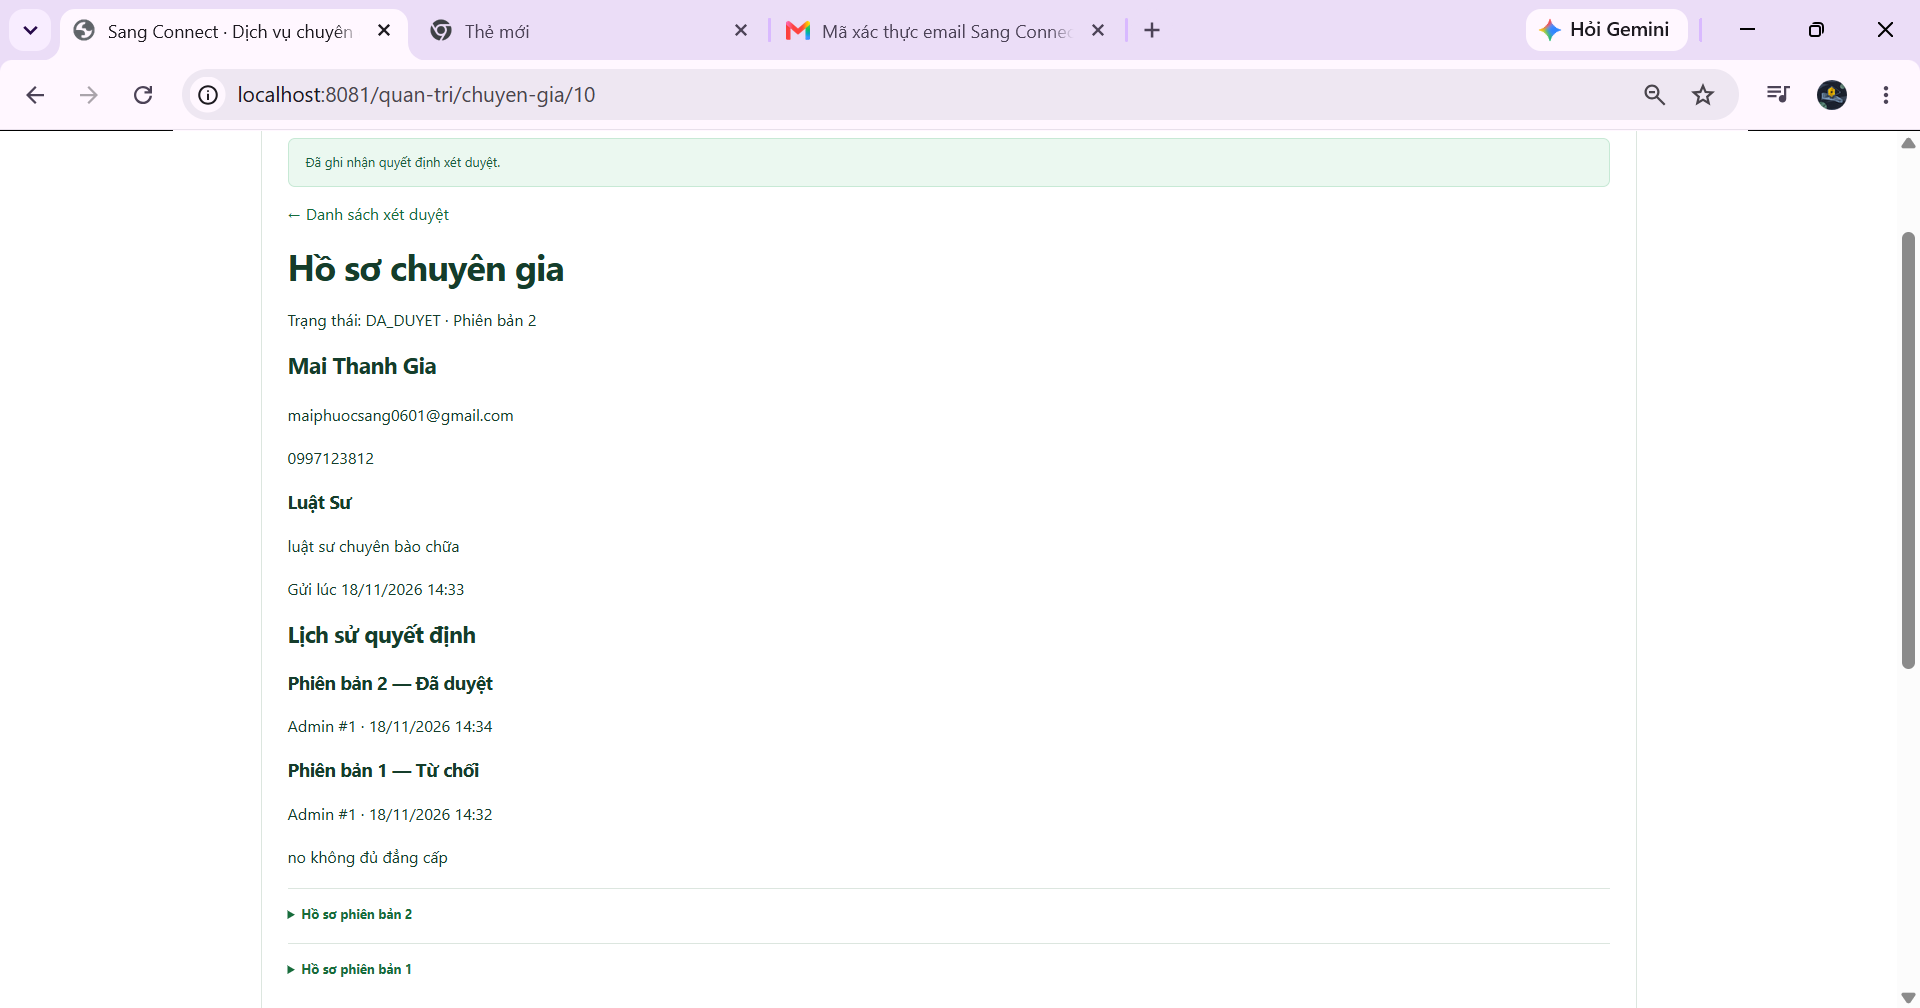 Sang Connect · Dịch vụ chuyên
Thẻ mới
Mã xác thực email Sang Connec
Hỏi Gemini
localhost:8081/quan-tri/chuyen-gia/10
Đã ghi nhận quyết định xét duyệt.
← Danh sách xét duyệt
Hồ sơ chuyên gia
Trạng thái: DA_DUYET · Phiên bản 2
Mai Thanh Gia
maiphuocsang0601@gmail.com
0997123812
Luật Sư
luật sư chuyên bào chữa
Gửi lúc 18/11/2026 14:33
Lịch sử quyết định
Phiên bản 2 — Đã duyệt
Admin #1 · 18/11/2026 14:34
Phiên bản 1 — Từ chối
Admin #1 · 18/11/2026 14:32
no không đủ đẳng cấp
Hồ sơ phiên bản 2
Hồ sơ phiên bản 1